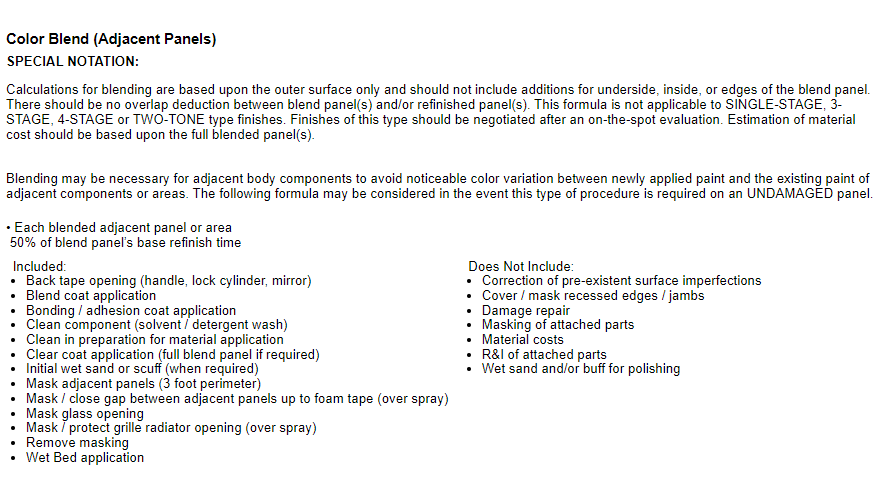 Color Blend (Adjacent Panels)
SPECIAL NOTATION:
Calculations for blending are based upon the outer surface only and should not include additions for underside, inside, or edges of the blend panel.
There should be no overlap deduction between blend panel(s) and/or refinished panel(s). This formula is not applicable to SINGLE-STAGE, 3-
STAGE, 4-STAGE or TWO-TONE type finishes. Finishes of this type should be negotiated after an on-the-spot evaluation. Estimation of material
cost should be based upon the full blended panel(s).
Blending may be necessary for adjacent body components to avoid noticeable color variation between newly applied paint and the existing paint of
adjacent components or areas. The following formula may be considered in the event this type of procedure is required on an UNDAMAGED panel.
• Each blended adjacent panel or area
50% of blend panel's base refinish time
Included:
• Back tape opening (handle, lock cylinder, mirror)
• Blend coat application
• Bonding / adhesion coat application
• Clean component (solvent / detergent wash)
• Clean in preparation for material application
• Clear coat application (full blend panel if required)
• Initial wet sand or scuff (when required)
• Mask adjacent panels (3 foot perimeter)
• Mask / close gap between adjacent panels up to foam tape (over spray)
• Mask glass opening
• Mask / protect grille radiator opening (over spray)
• Remove masking
• Wet Bed application
Does Not Include:
• Correction of pre-existent surface imperfections
• Cover / mask recessed edges / jambs
• Damage repair
• Masking of attached parts
• Material costs
• R&I of attached parts
• Wet sand and/or buff for polishing